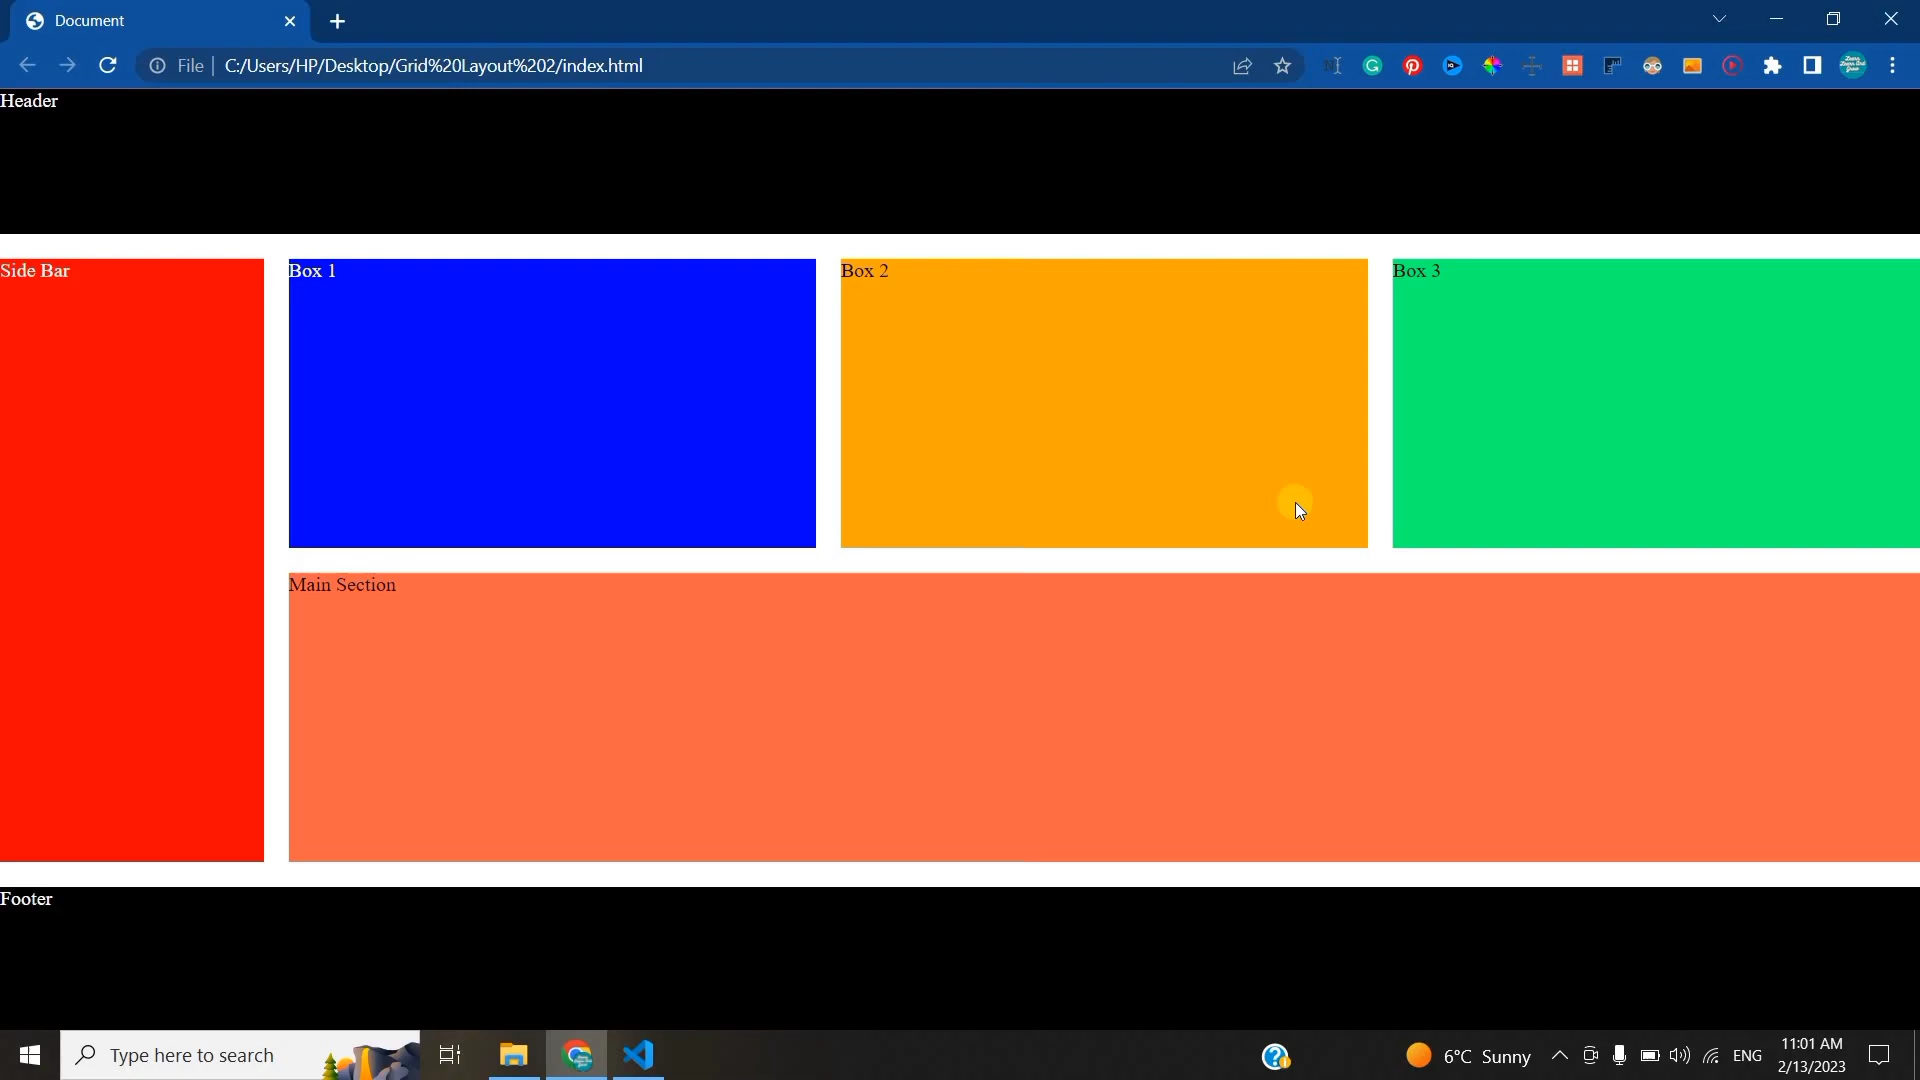 Document
File
C:/Users/HP/Desktop/Grid%20Layout%202/index.html
Header
Side Bar
Box 1
Box 2
Box 3
Main Section
Footer
Type here to search
6°C Sunny
ENG
11:01 AM
2/13/2023